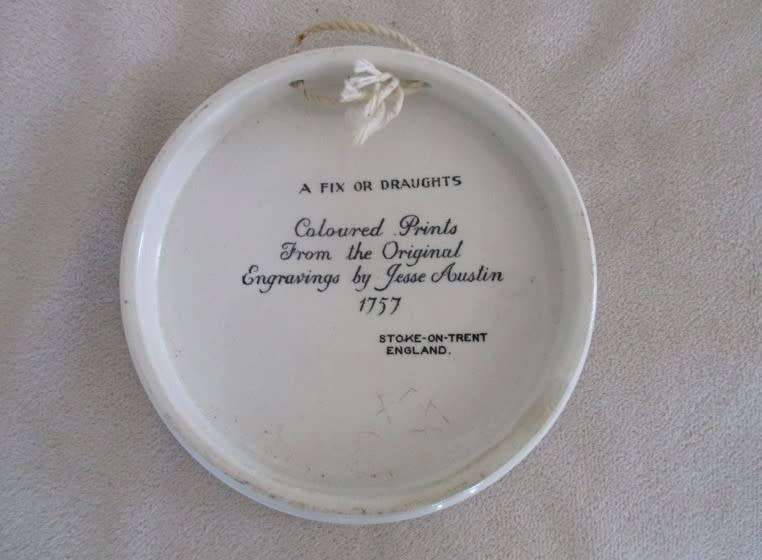 A FIX OR DRAUGHTS
Coloured Prints
From the Original
Engravings by Jesse Austin
1757
STOKE-ON-TRENT
ENGLAND.